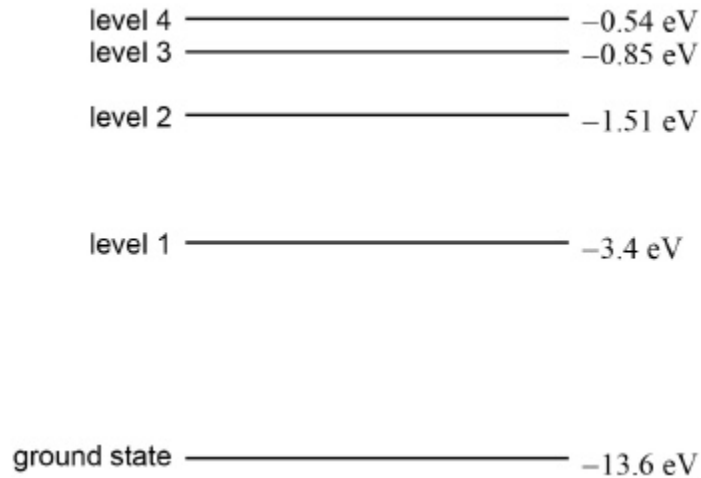 level 4 −0.54 eV
level 3 −0.85 eV
level 2 −1.51 eV
level 1 −3.4 eV
ground state −13.6 eV